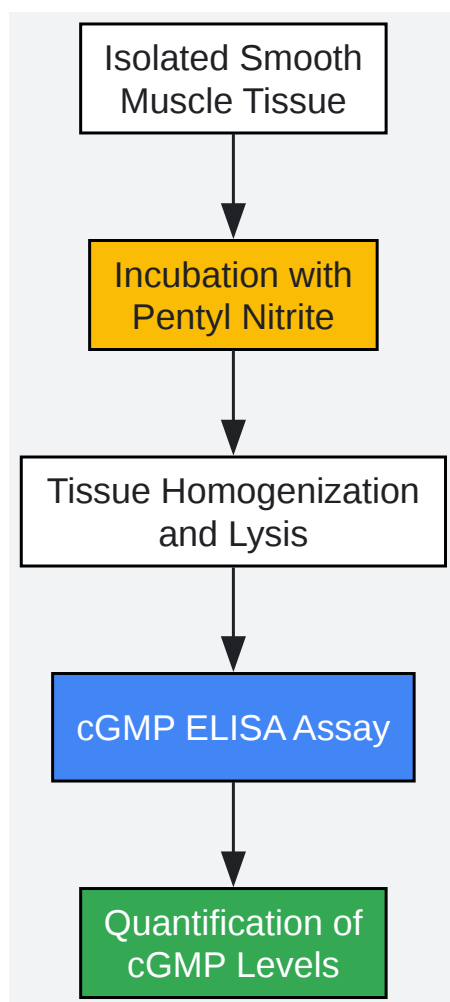 Isolated Smooth
Muscle Tissue
Incubation with
Pentyl Nitrite
Tissue Homogenization
and Lysis
cGMP ELISA Assay
Quantification of
cGMP Levels